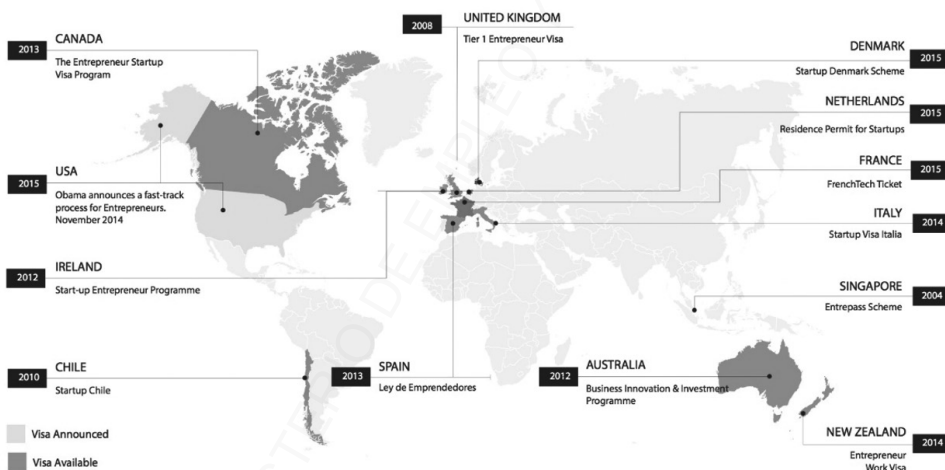 2008
UNITED KINGDOM
Tier 1 Entrepreneur Visa
2013
CANADA
The Entrepreneur Startup
Visa Program
DENMARK
2015
Startup Denmark Scheme
NETHERLANDS
2015
Residence Permit for Startups
USA
2015
Obama announces a fast-track
process for Entrepreneurs.
November 2014
FRANCE
2015
FrenchTech Ticket
ITALY
2014
Startup Visa Italia
IRELAND
2012
Start-up Entrepreneur Programme
SINGAPORE
2004
Entrepass Scheme
CHILE
2010
Startup Chile
SPAIN
2013
Ley de Emprendedores
AUSTRALIA
2012
Business Innovation & Investment
Programme
NEW ZEALAND
2014
Entrepreneur
Work Visa
Visa Announced
Visa Available